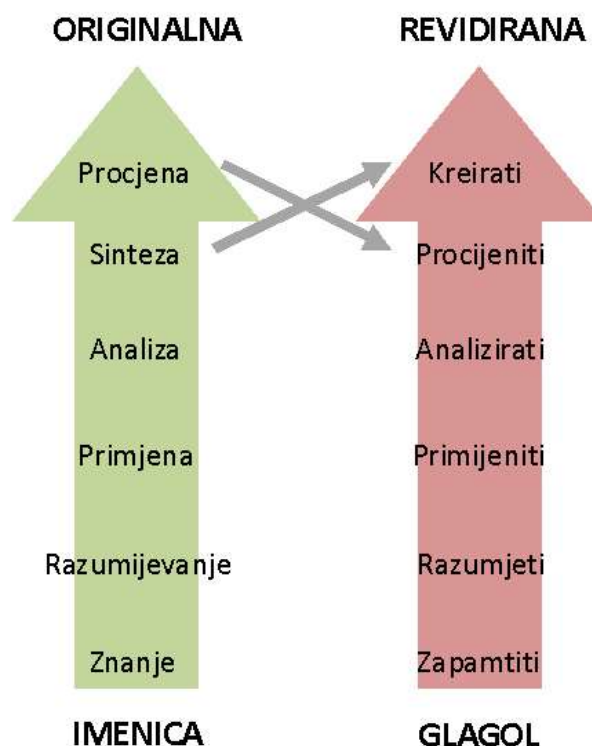 ORIGINALNA
REVIDIRANA
Procjena
Kreirati
Sinteza
Procijeniti
Analiza
Analizirati
Primjena
Primijeniti
Razumijevanje
Razumjeti
Znanje
Zapamtiti
IMENICA
GLAGOL